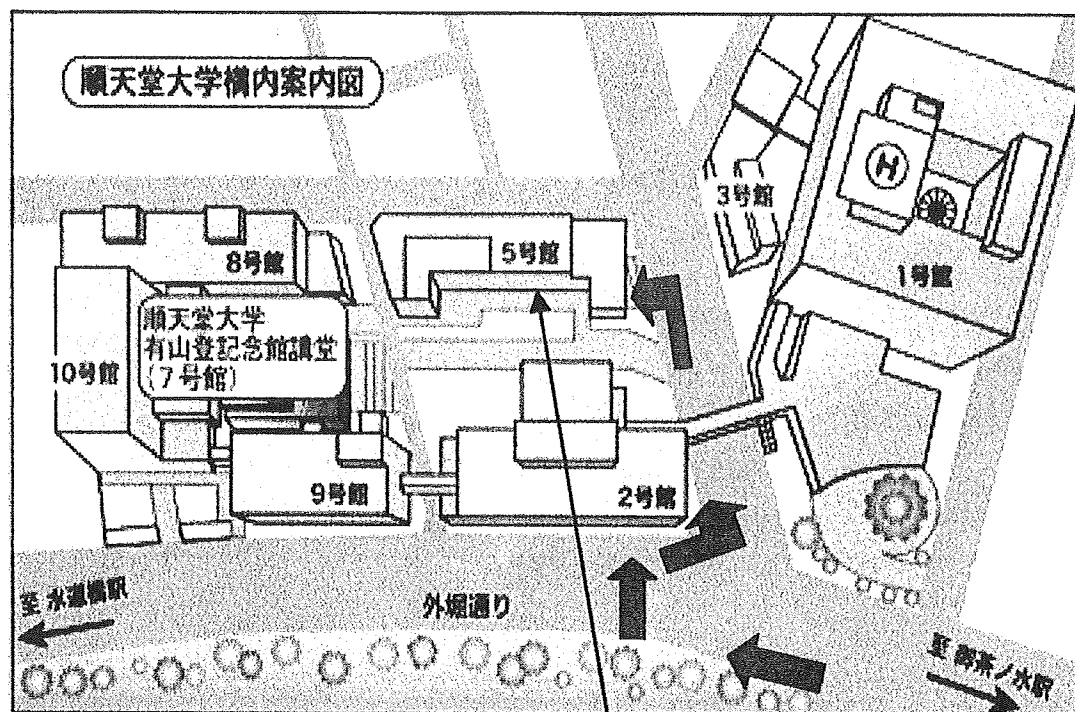 順天堂大学構内案内図
3号館
H
1号館
8号館
5号館
順天堂大学
有山登記念館講堂
(7号館)
10号館
9号館
2号館
至 水道橋駅
外堀通り
至 御茶ノ水駅